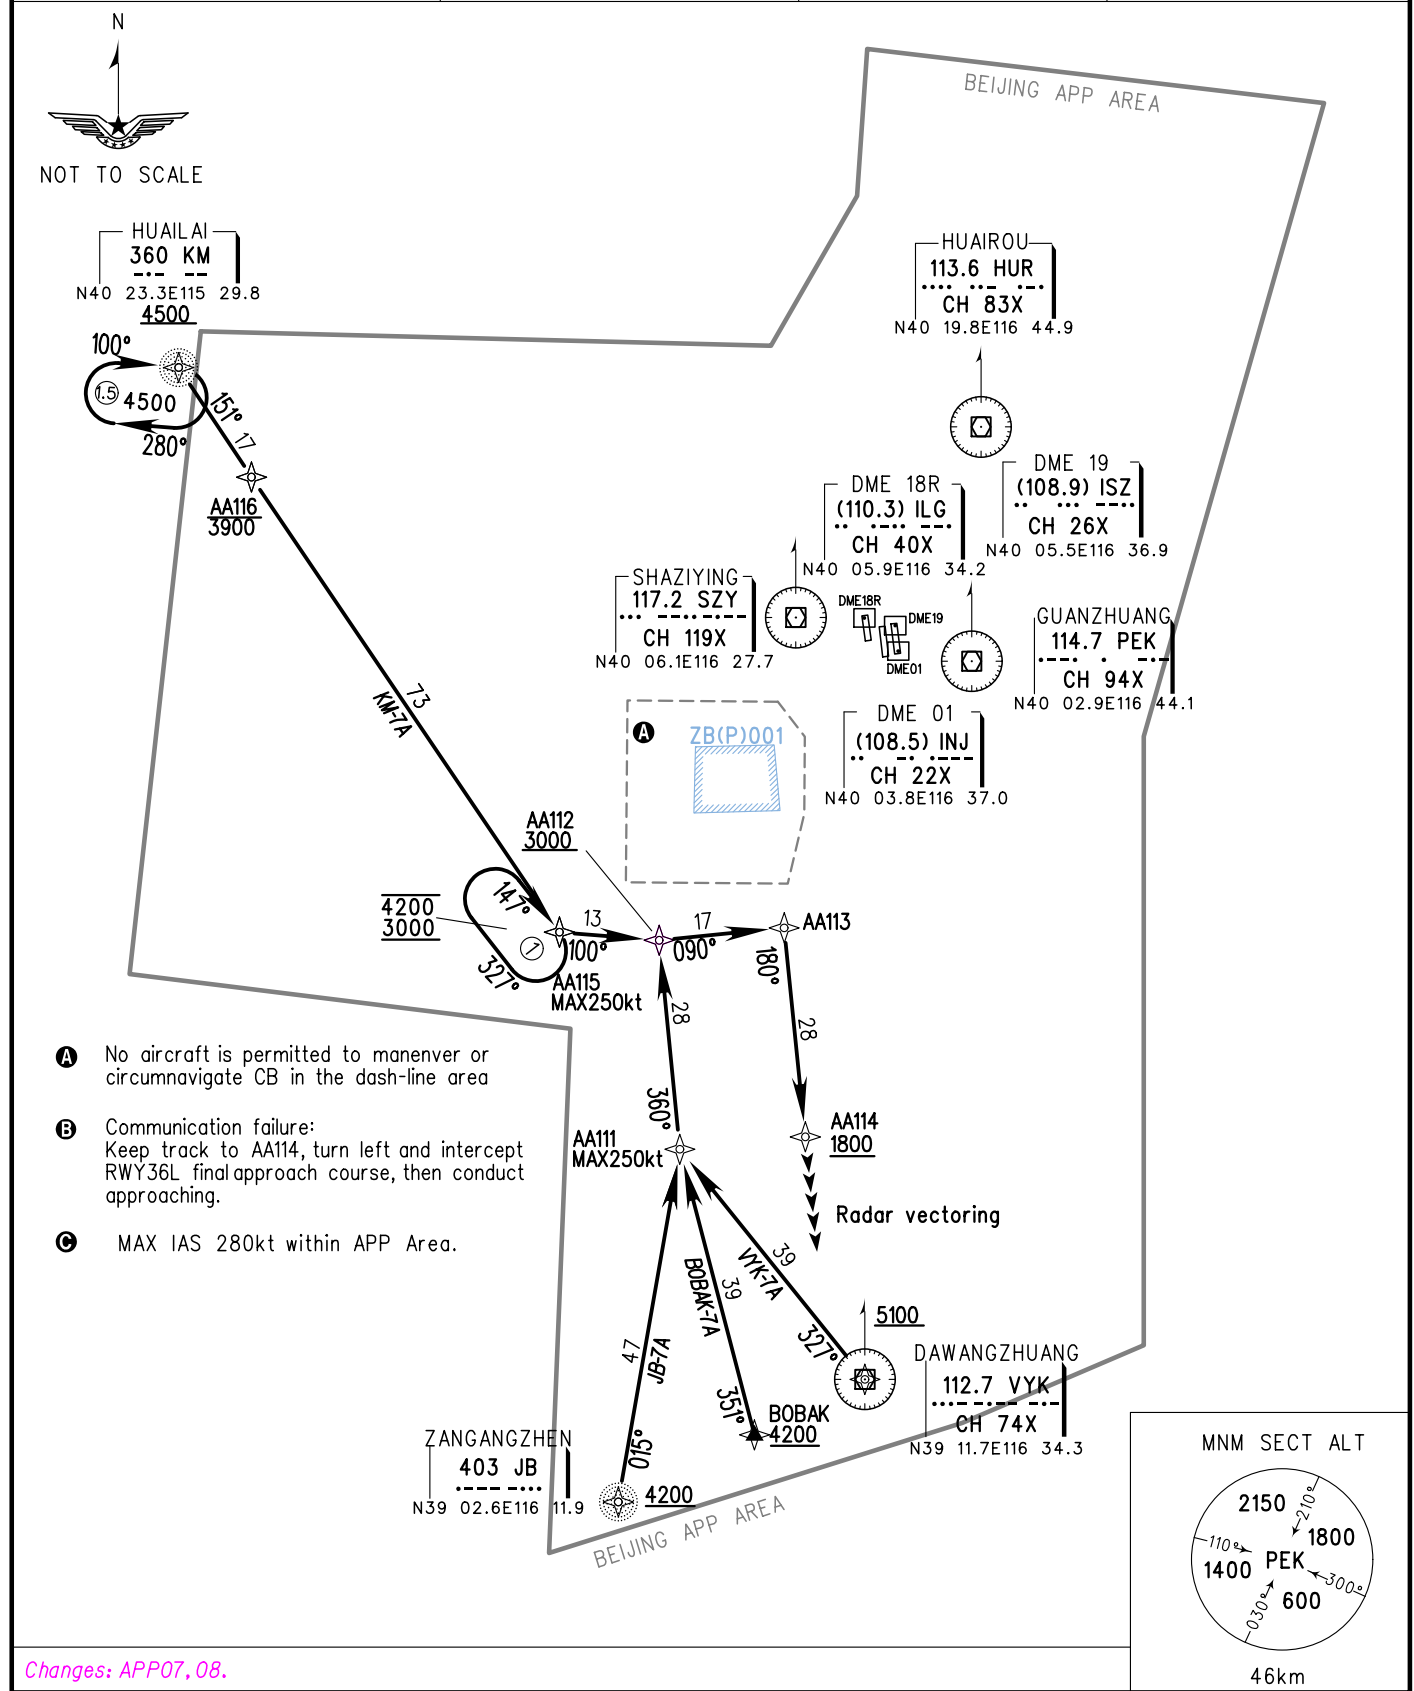 N
NOT TO SCALE
BEIJING APP AREA
HUAILAI
360 KM
N40 23.3E115 29.8
4500
100°
1.5
4500
280°
151°
17
AA116
3900
HUAIROU
113.6 HUR
CH 83X
N40 19.8E116 44.9
DME 19
(108.9) ISZ
CH 26X
N40 05.5E116 36.9
DME 18R
(110.3) ILG
CH 40X
N40 05.9E116 34.2
SHAZIYING
117.2 SZY
CH 119X
N40 06.1E116 27.7
DME18R
DME19
DME01
GUANZHUANG
114.7 PEK
CH 94X
N40 02.9E116 44.1
DME 01
(108.5) INJ
CH 22X
N40 03.8E116 37.0
73
KM-7A
A
ZB(P)001
AA112
3000
4200
3000
147°
1
327°
13
100°
AA115
MAX250kt
17
090°
AA113
180°
28
28
360°
AA111
MAX250kt
AA114
1800
Radar vectoring
A No aircraft is permitted to manenver or
circumnavigate CB in the dash-line area
B Communication failure:
Keep track to AA114, turn left and intercept
RWY36L final approach course, then conduct
approaching.
C MAX IAS 280kt within APP Area.
39
VYK-7A
327°
39
BOBAK-7A
351°
47
JB-7A
015°
5100
DAWANGZHUANG
112.7 VYK
CH 74X
N39 11.7E116 34.3
BOBAK
4200
ZANGANGZHEN
403 JB
N39 02.6E116 11.9
4200
BEIJING APP AREA
MNM SECT ALT
2150
210°
1800
110°
PEK
1400
300°
600
030°
46km
Changes: APP07, 08.